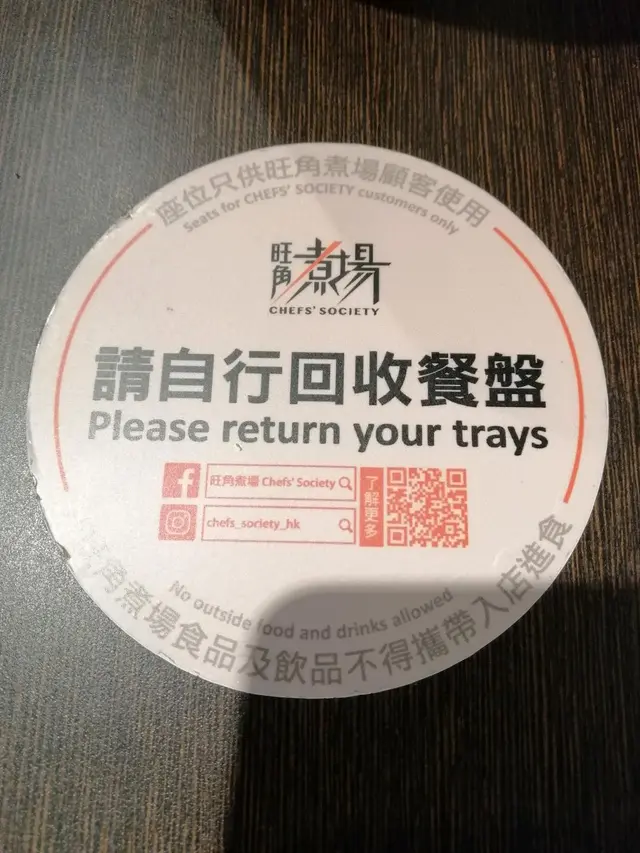 座位只供旺角煮場顧客使用
Seats for CHEFS' SOCIETY customers only
旺角煮場
CHEFS' SOCIETY
請自行回收餐盤
Please return your trays
旺角煮場 Chefs' Society
chefs_society_hk
了解更多
No outside food and drinks allowed
角煮場食品及飲品不得攜帶入店進食